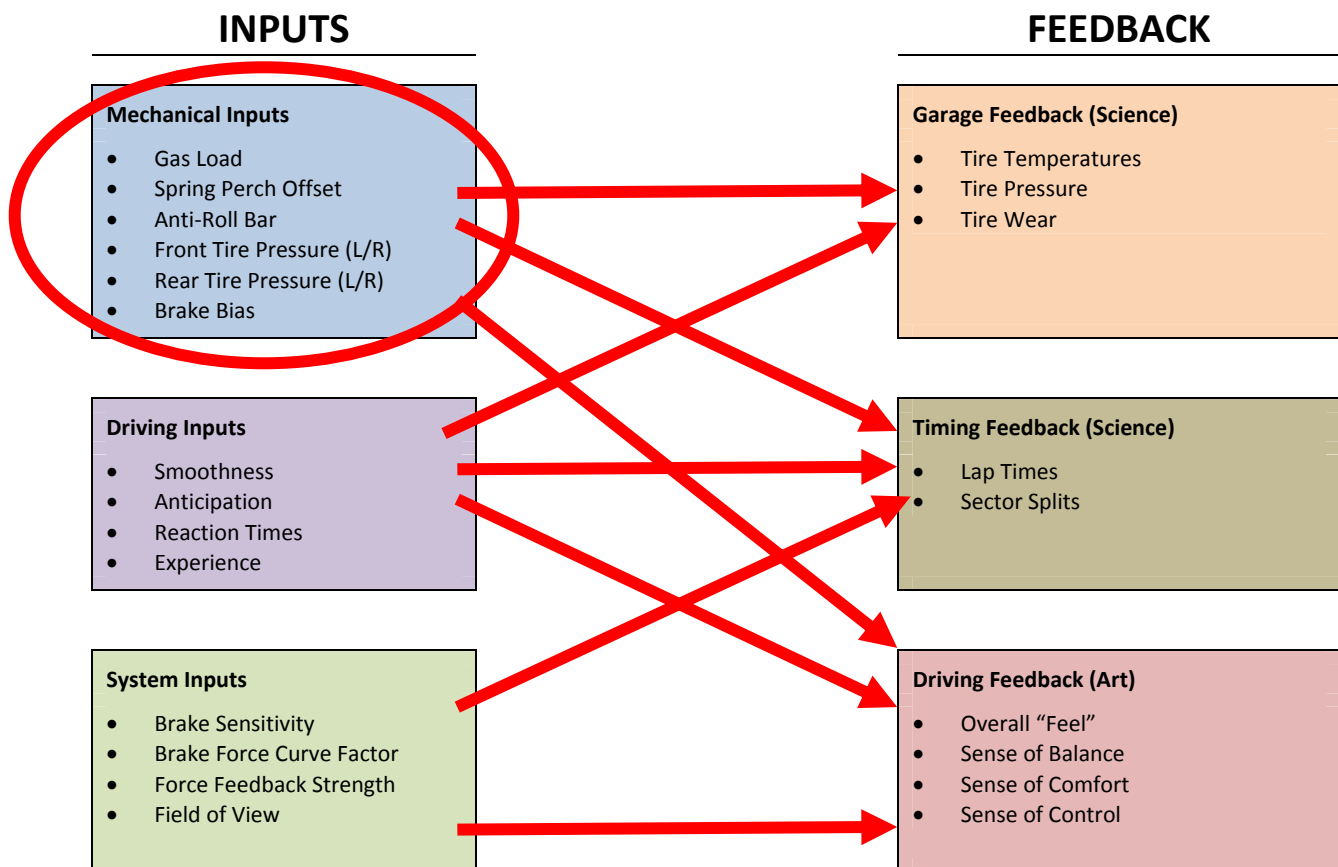 INPUTS
Mechanical Inputs
• Gas Load
• Spring Perch Offset
• Anti-Roll Bar
• Front Tire Pressure (L/R)
• Rear Tire Pressure (L/R)
• Brake Bias
Driving Inputs
• Smoothness
• Anticipation
• Reaction Times
• Experience
System Inputs
• Brake Sensitivity
• Brake Force Curve Factor
• Force Feedback Strength
• Field of View
FEEDBACK
Garage Feedback (Science)
• Tire Temperatures
• Tire Pressure
• Tire Wear
Timing Feedback (Science)
• Lap Times
• Sector Splits
Driving Feedback (Art)
• Overall “Feel”
• Sense of Balance
• Sense of Comfort
• Sense of Control